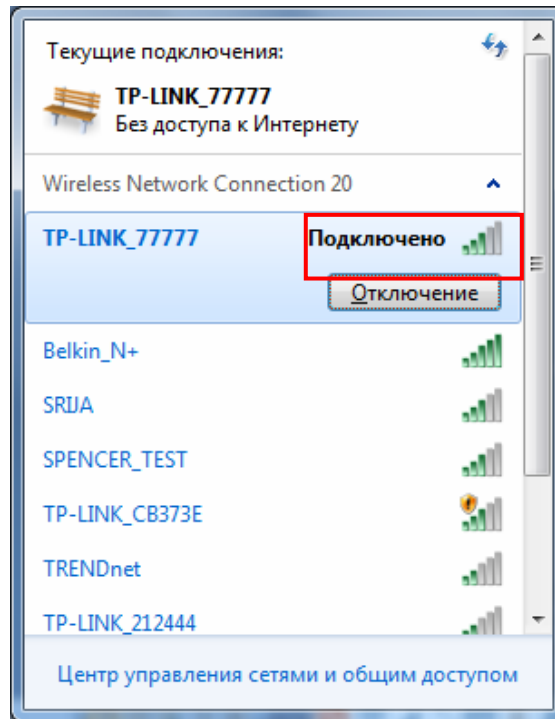 Текущие подключения:
TP-LINK_77777
Без доступа к Интернету
Wireless Network Connection 20
TP-LINK_77777 Подключено
Отключение
Belkin_N+
SRIJA
SPENCER_TEST
TP-LINK_CB373E
TRENDnet
TP-LINK_212444
Центр управления сетями и общим доступом